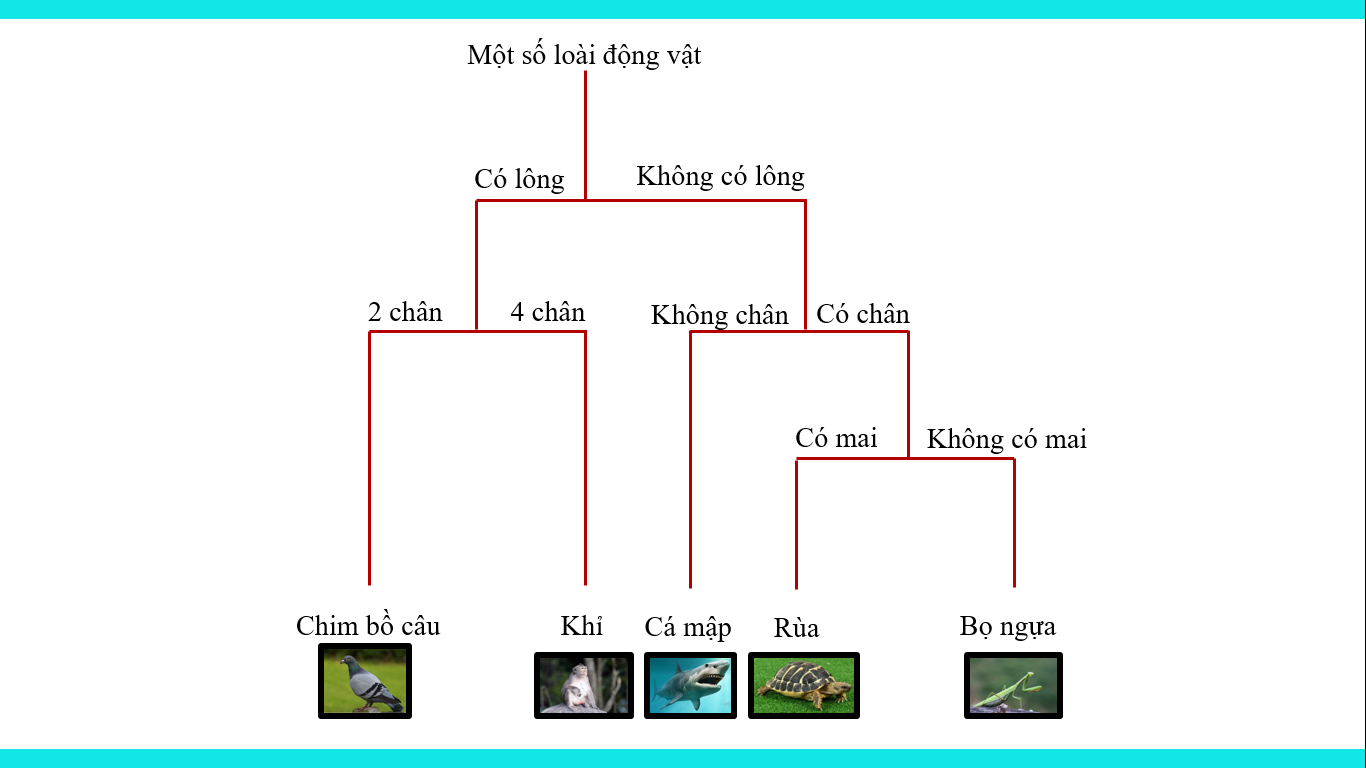 Một số loài động vật
Có lông
Không có lông
2 chân
4 chân
Không chân
Có chân
Có mai
Không có mai
Chim bồ câu
Khỉ
Cá mập
Rùa
Bọ ngựa